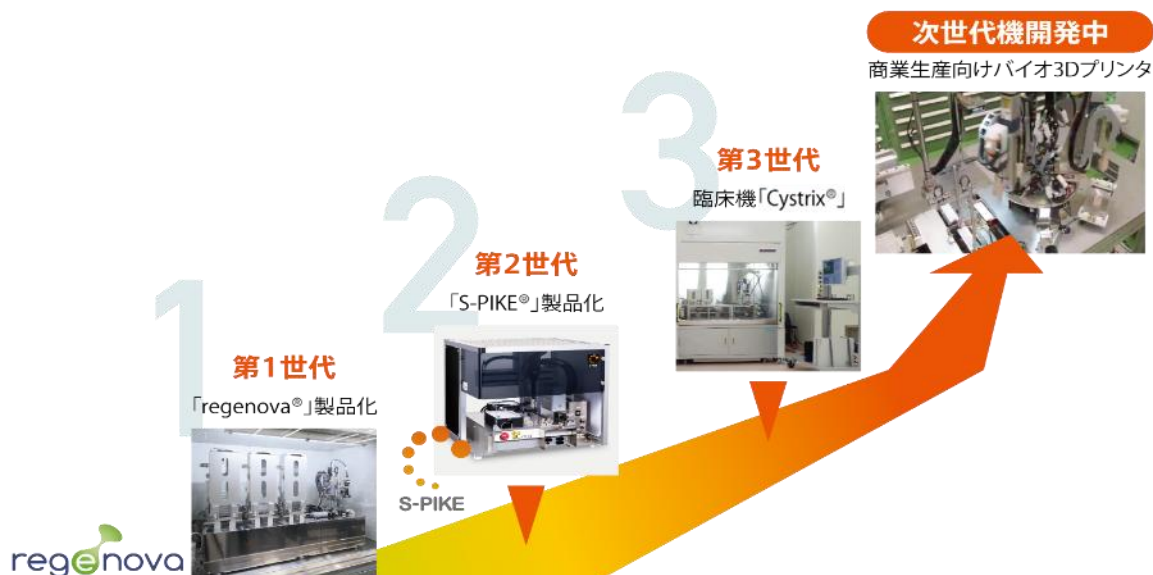 次世代機開発中
商業生産向けバイオ3Dプリンタ
3
第3世代
臨床機「Cystrix®」
2
第2世代
「S-PIKE®」製品化
1
第1世代
「regenova®」製品化
S-PIKE
regenova